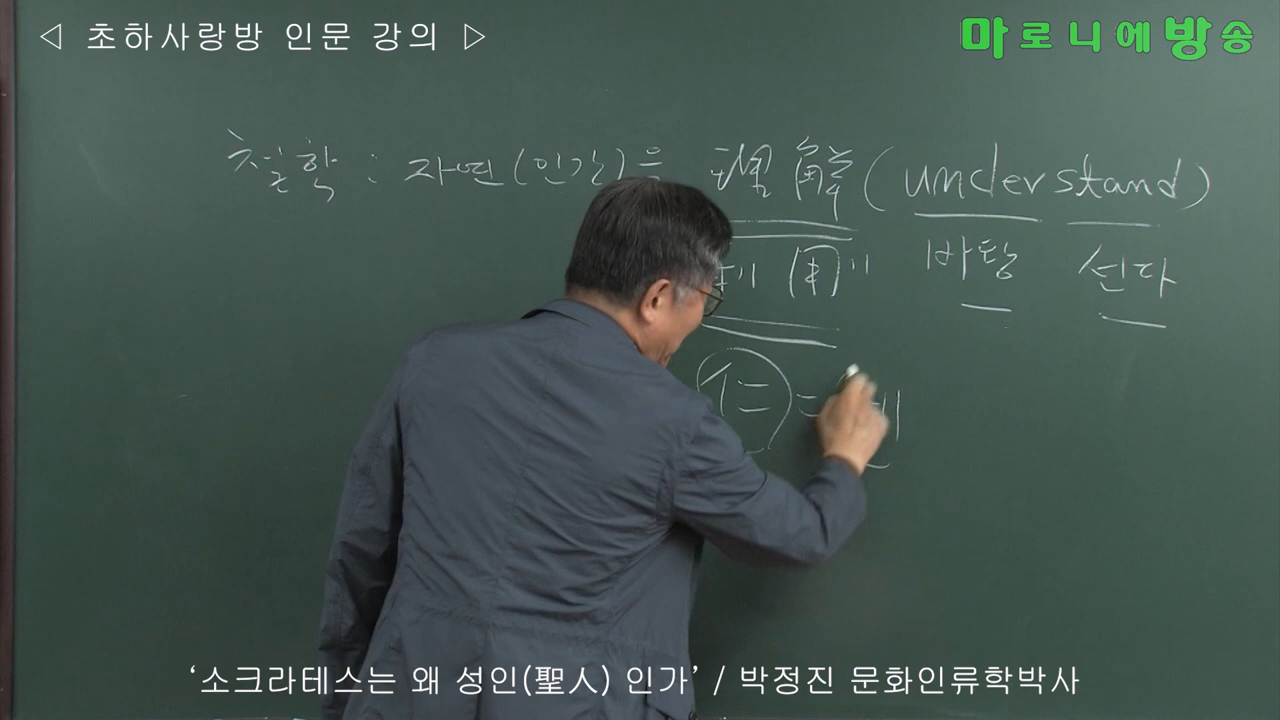 ◁ 초하사랑방 인문 강의 ▷
마로니에방송
철학 : 자연(인간)은 理解(understand)
用 바탕 선다
仁 =
‘소크라테스는 왜 성인(聖人) 인가’ / 박정진 문화인류학박사